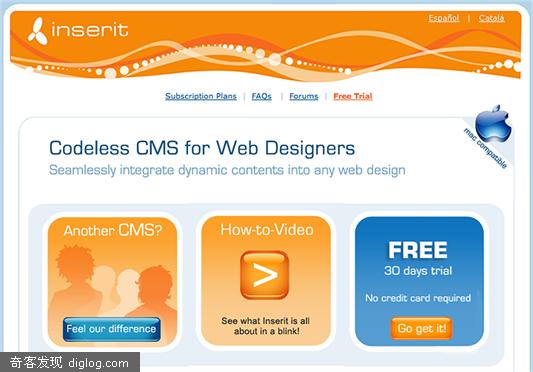 inserit
Español | Català
Subscription Plans | FAQs | Forums | Free Trial
mac compatible
Codeless CMS for Web Designers
Seamlessly integrate dynamic contents into any web design
Another CMS?
Feel our difference
How-to-Video
>
See what Inserit is all
about in a blink!
FREE
30 days trial
No credit card required
Go get it!
奇客发现 diglog.com